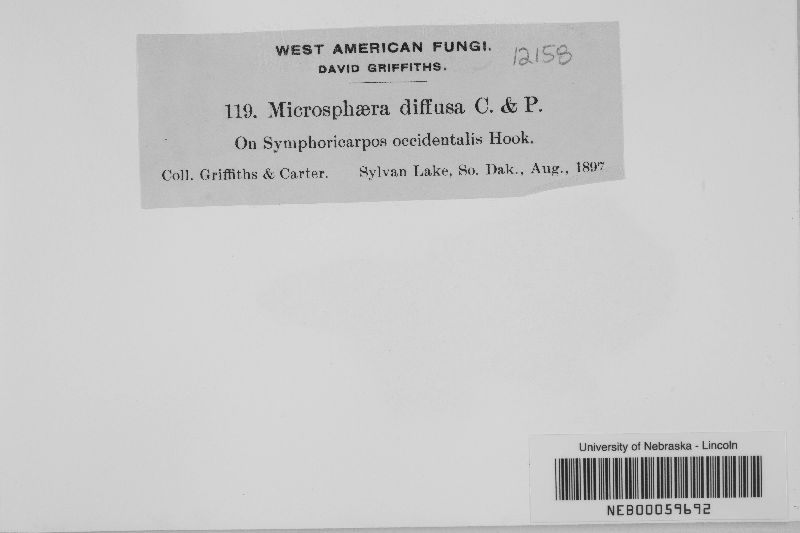 WEST AMERICAN FUNGI.
12158
DAVID GRIFFITHS.
119. Microsphæra diffusa C. & P.
On Symphoricarpos occidentalis Hook.
Coll. Griffiths & Carter. Sylvan Lake, So. Dak., Aug., 1897
University of Nebraska - Lincoln
NEB00059692